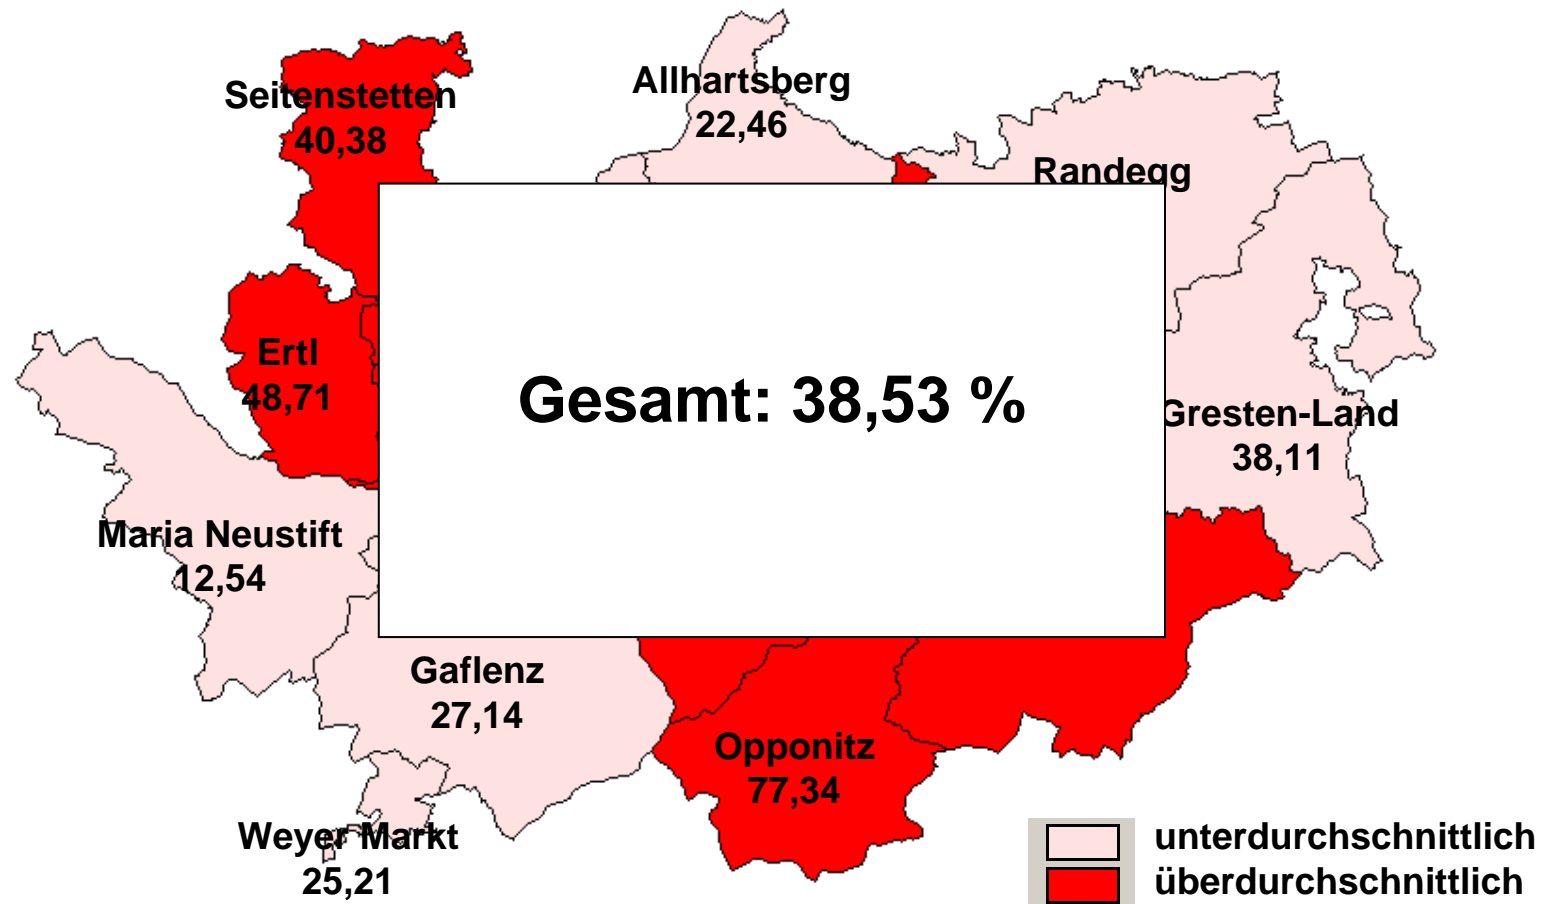 Seitenstetten
40,38
Allhartsberg
22,46
Randegg
Ertl
48,71
Gesamt: 38,53 %
Gresten-Land
38,11
Maria Neustift
12,54
Gaflenz
27,14
Opponitz
77,34
Weyer Markt
25,21
unterdurchschnittlich
überdurchschnittlich